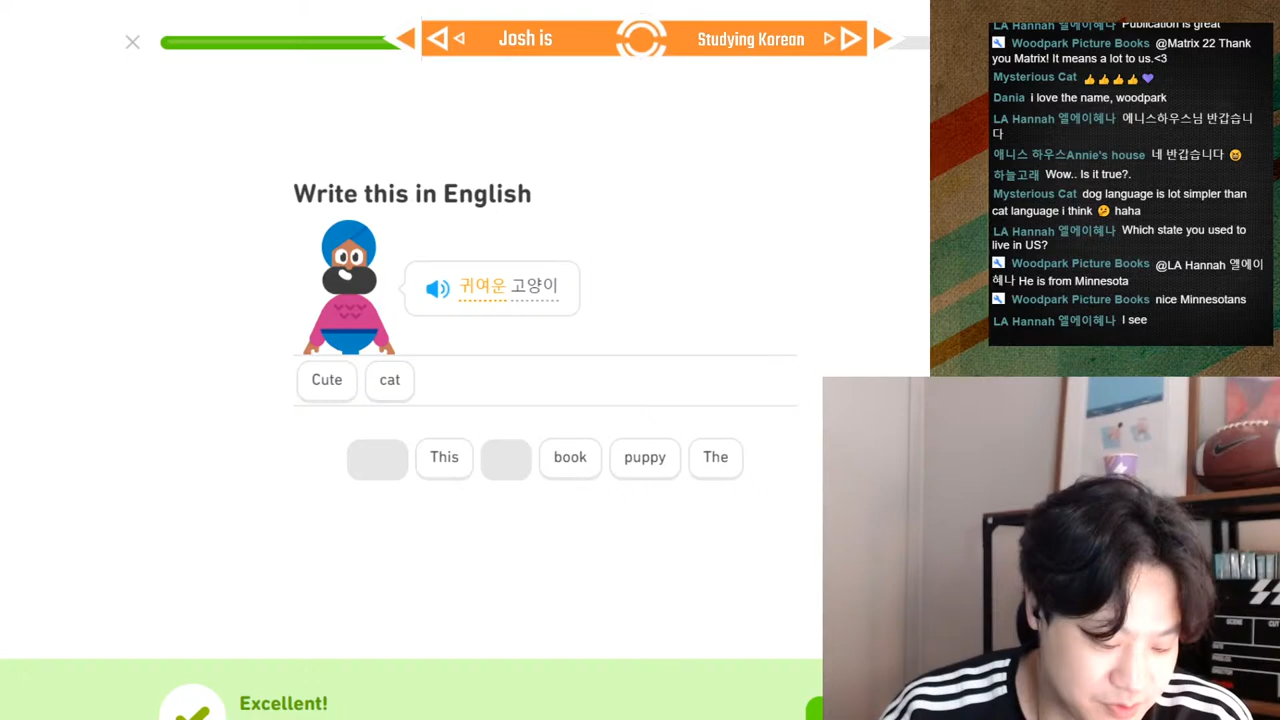 Josh is
Studying Korean
Write this in English
귀여운 고양이
Cute
cat
This
book
puppy
The
Excellent!
LA Hannah 엘에이혜나 Publication is great
Woodpark Picture Books @Matrix 22 Thank
you Matrix! It means a lot to us.<3
Mysterious Cat 👍👍👍👍💜
Dania i love the name, woodpark
LA Hannah 엘에이혜나 에니스하우스님 반갑습니
다
애니스 하우스Annie's house 네 반갑습니다 😆
하늘고래 Wow.. Is it true?.
Mysterious Cat dog language is lot simpler than
cat language i think 🫤 haha
LA Hannah 엘에이혜나 Which state you used to
live in US?
Woodpark Picture Books @LA Hannah 엘에이
혜나 He is from Minnesota
Woodpark Picture Books nice Minnesotans
LA Hannah 엘에이혜나 I see